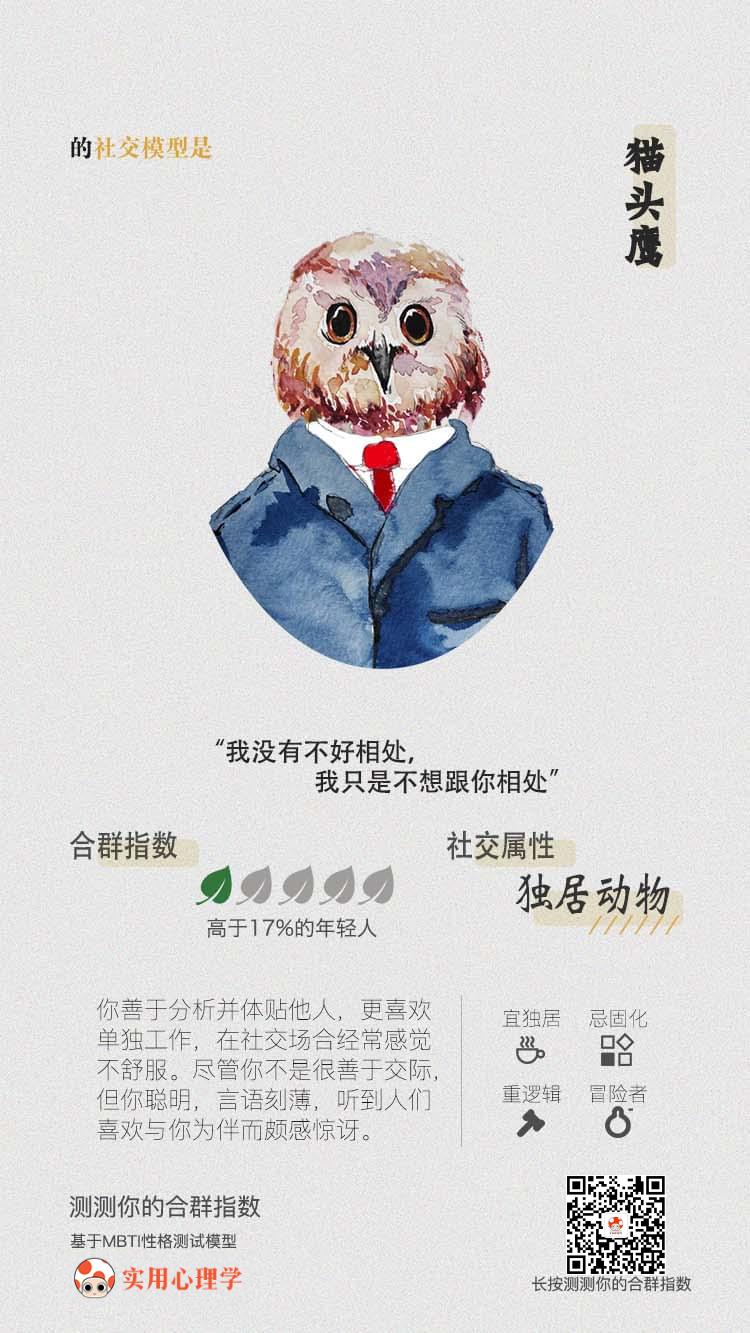 的社交模型是
猫头鹰
“我没有不好相处,
我只是不想跟你相处”
合群指数
高于17%的年轻人
社交属性
独居动物
你善于分析并体贴他人，更喜欢
单独工作，在社交场合经常感觉
不舒服。尽管你不是很善于交际，
但你聪明，言语刻薄，听到人们
喜欢与你为伴而颇感惊讶。
宜独居 忌固化
重逻辑 冒险者
测测你的合群指数
基于MBTI性格测试模型
实用心理学
长按测测你的合群指数